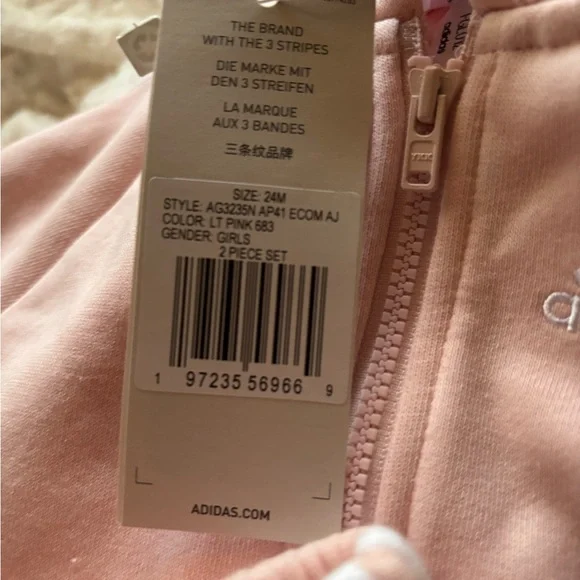 THE BRAND
WITH THE 3 STRIPES
DIE MARKE MIT
DEN 3 STREIFEN
LA MARQUE
AUX 3 BANDES
三条纹品牌
SIZE: 24M
STYLE: AG3235N AP41 ECOM AJ
COLOR: LT PINK 683
GENDER: GIRLS
2 PIECE SET
1 97235 56966 9
ADIDAS.COM
YKK
adidas